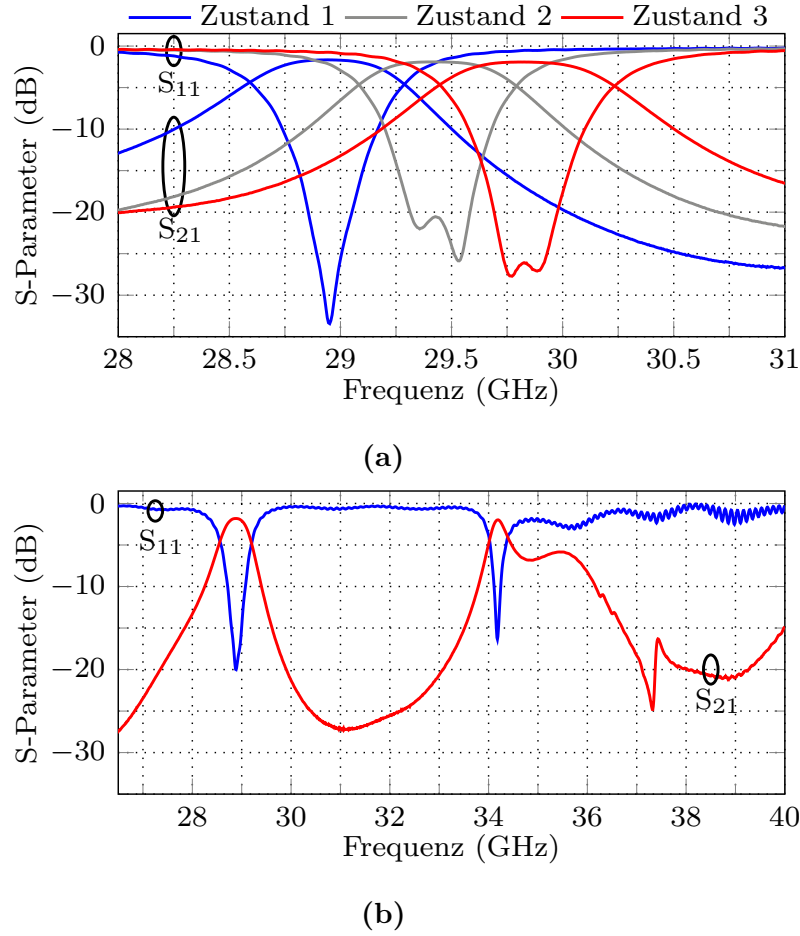 Zustand 1 Zustand 2 Zustand 3
0
−10
−20
−30
S-Parameter (dB)
S11
S21
28 28.5 29 29.5 30 30.5 31
Frequenz (GHz)
(a)
0
−10
−20
−30
S-Parameter (dB)
S11
S21
28 30 32 34 36 38 40
Frequenz (GHz)
(b)